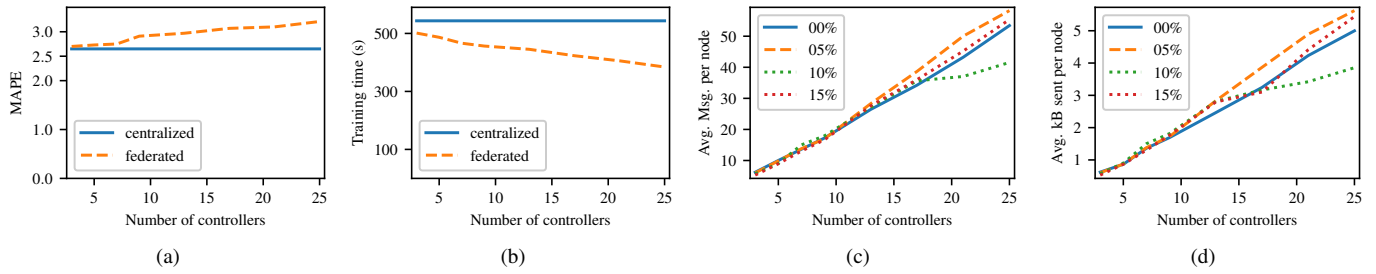 MAPE
3.0
2.5
2.0
1.0
0.0
centralized
federated
5 10 15 20 25
Number of controllers
(a)
Training time (s)
500
300
100
centralized
federated
5 10 15 20 25
Number of controllers
(b)
Avg. Msg. per node
50
40
30
20
10
00%
05%
10%
15%
5 10 15 20 25
Number of controllers
(c)
Avg. kB sent per node
5
4
3
2
1
00%
05%
10%
15%
5 10 15 20 25
Number of controllers
(d)